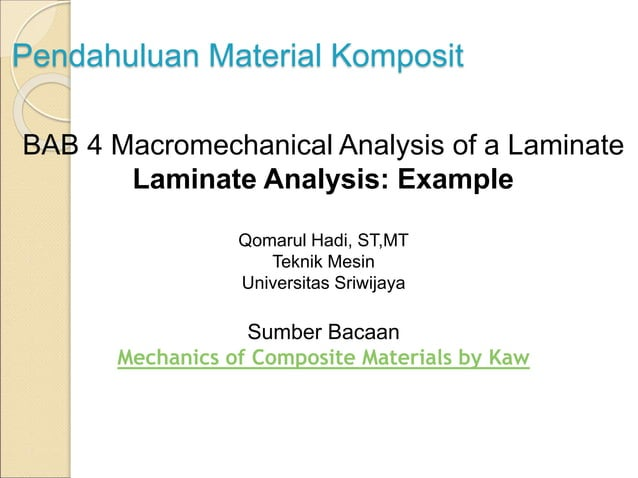 Pendahuluan Material Komposit
BAB 4 Macromechanical Analysis of a Laminate
Laminate Analysis: Example
Qomarul Hadi, ST,MT
Teknik Mesin
Universitas Sriwijaya
Sumber Bacaan
Mechanics of Composite Materials by Kaw